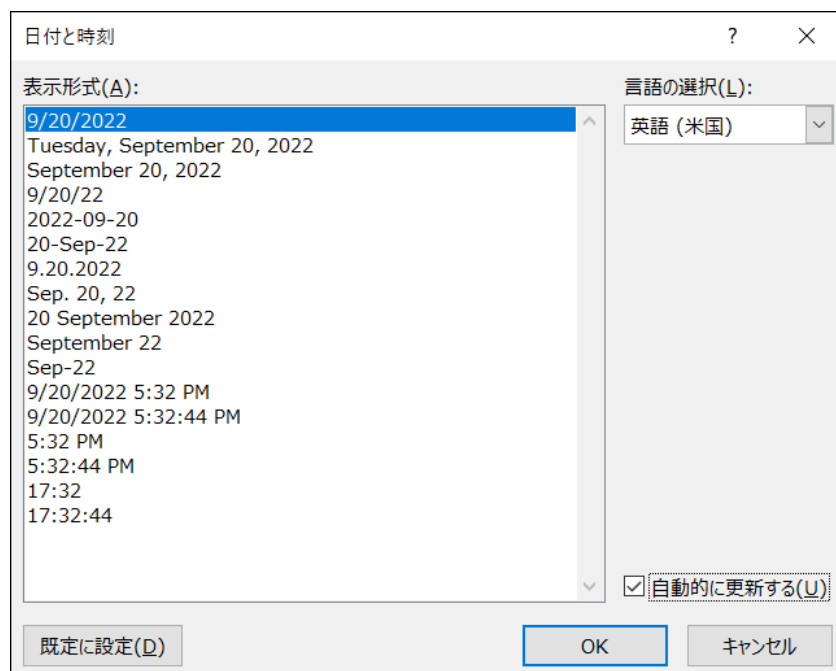 日付と時刻
?
表示形式(A):
言語の選択(L):
9/20/2022
英語 (米国)
Tuesday, September 20, 2022
September 20, 2022
9/20/22
2022-09-20
20-Sep-22
9.20.2022
Sep. 20, 22
20 September 2022
September 22
Sep-22
9/20/2022 5:32 PM
9/20/2022 5:32:44 PM
5:32 PM
5:32:44 PM
17:32
17:32:44
自動的に更新する(U)
既定に設定(D)
OK
キャンセル